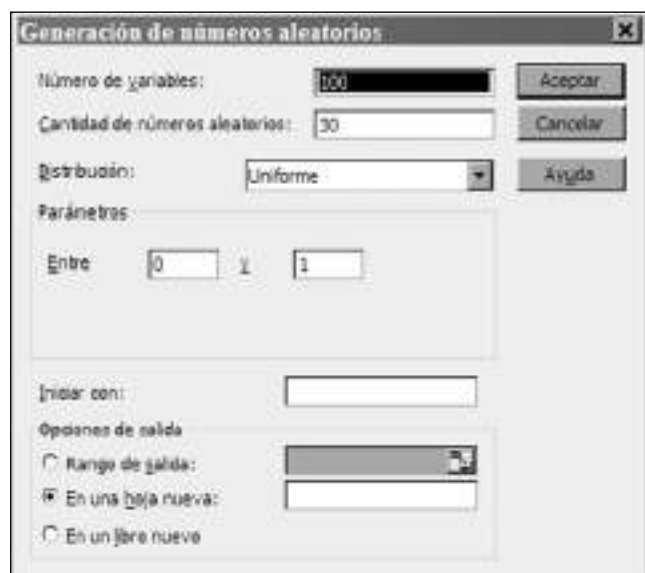 Generación de números aleatorios
Número de variables: 100 Aceptar
Cantidad de números aleatorios: 30 Cancelar
Distribución: Uniforme Ayuda
Parámetros
Entre 0 y 1
Iniciar con:
Opciones de salida
Rango de salida:
En una hoja nueva:
En un libro nuevo